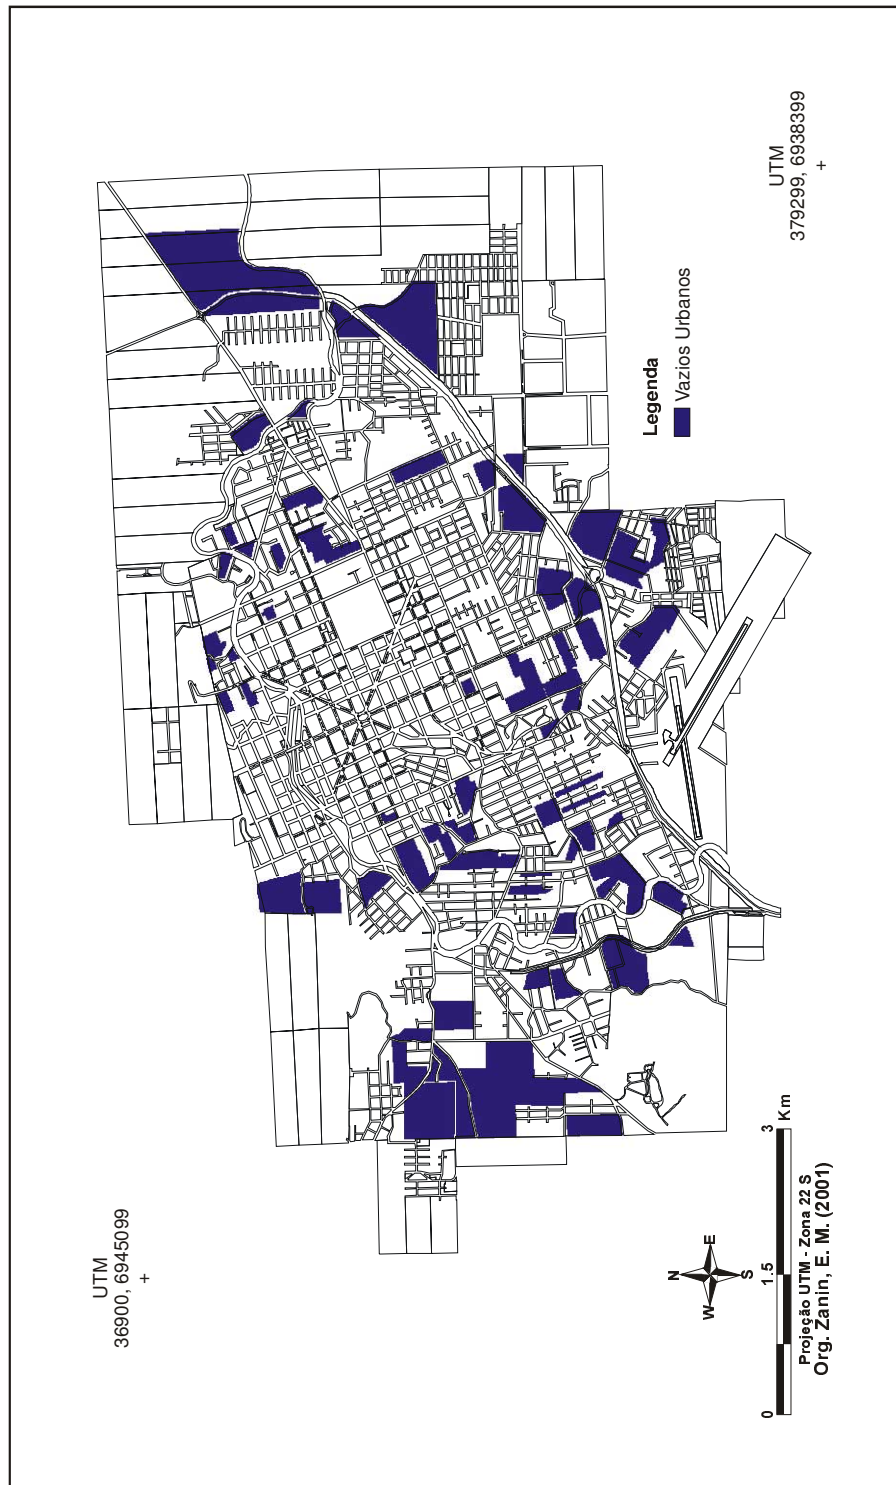 UTM
36900, 6945099
+
UTM
379299, 6938399
+
Legenda
Vazios Urbanos
N
W
E
S
0
1.5
3
Km
Projeção UTM - Zona 22 S
Org. Zanin, E. M. (2001)